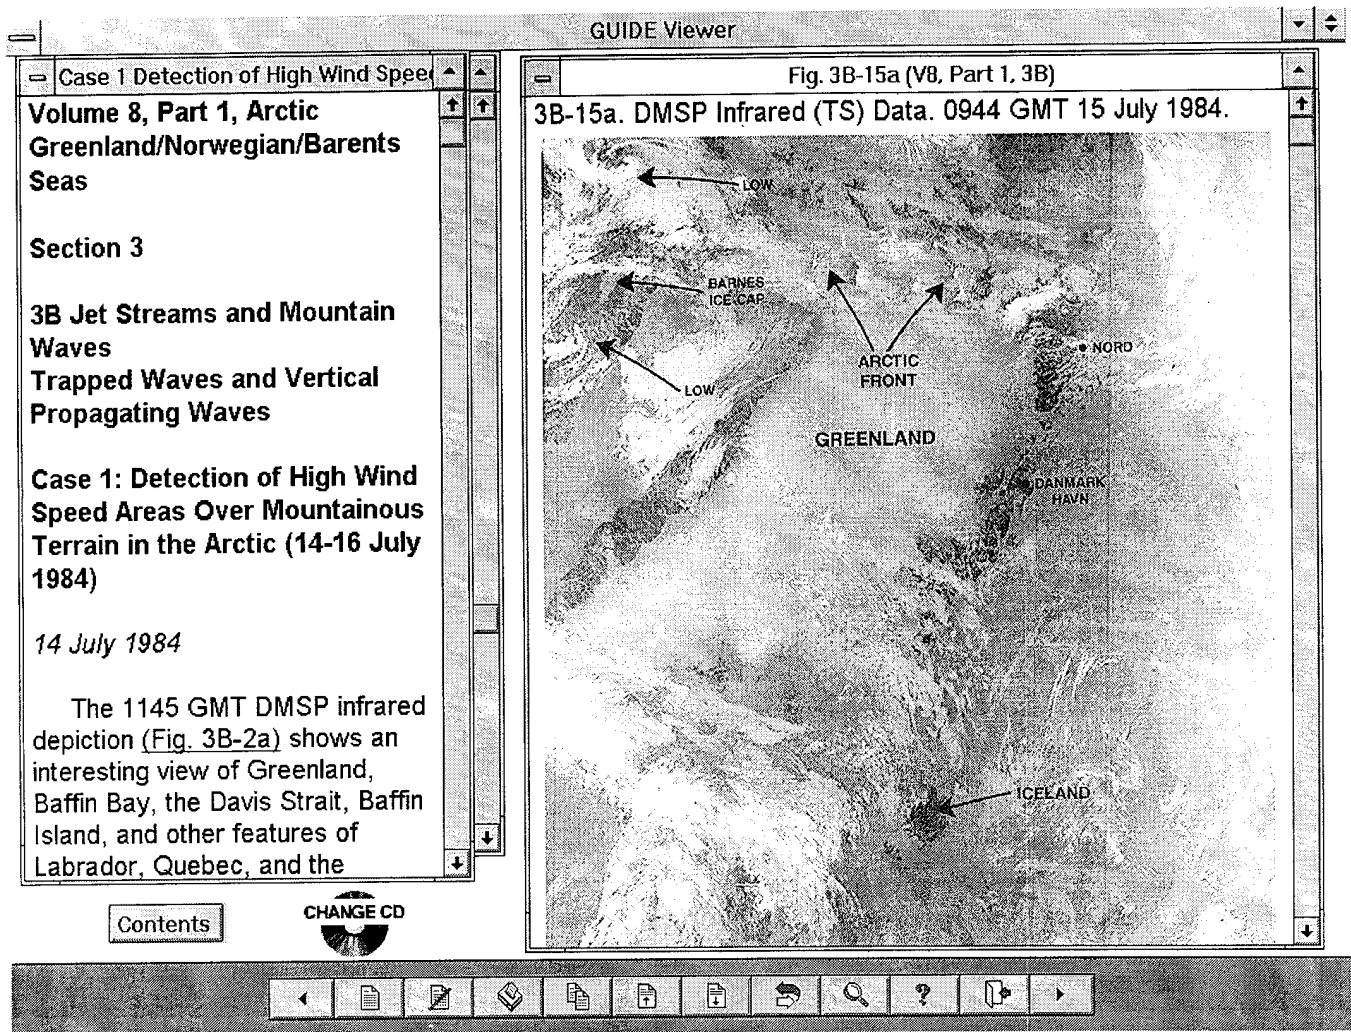 GUIDE Viewer
Case 1 Detection of High Wind Spee
Volume 8, Part 1, Arctic
Greenland/Norwegian/Barents
Seas
Section 3
3B Jet Streams and Mountain
Waves
Trapped Waves and Vertical
Propagating Waves
Case 1: Detection of High Wind
Speed Areas Over Mountainous
Terrain in the Arctic (14-16 July
1984)
14 July 1984
The 1145 GMT DMSP infrared
depiction (Fig. 3B-2a) shows an
interesting view of Greenland,
Baffin Bay, the Davis Strait, Baffin
Island, and other features of
Labrador, Quebec, and the
Contents
CHANGE CD
Fig. 3B-15a (V8, Part 1, 3B)
3B-15a. DMSP Infrared (TS) Data. 0944 GMT 15 July 1984.
LOW
BARNES
ICE CAP
ARCTIC
FRONT
NORD
LOW
GREENLAND
DANMARK
HAVN
ICELAND
?